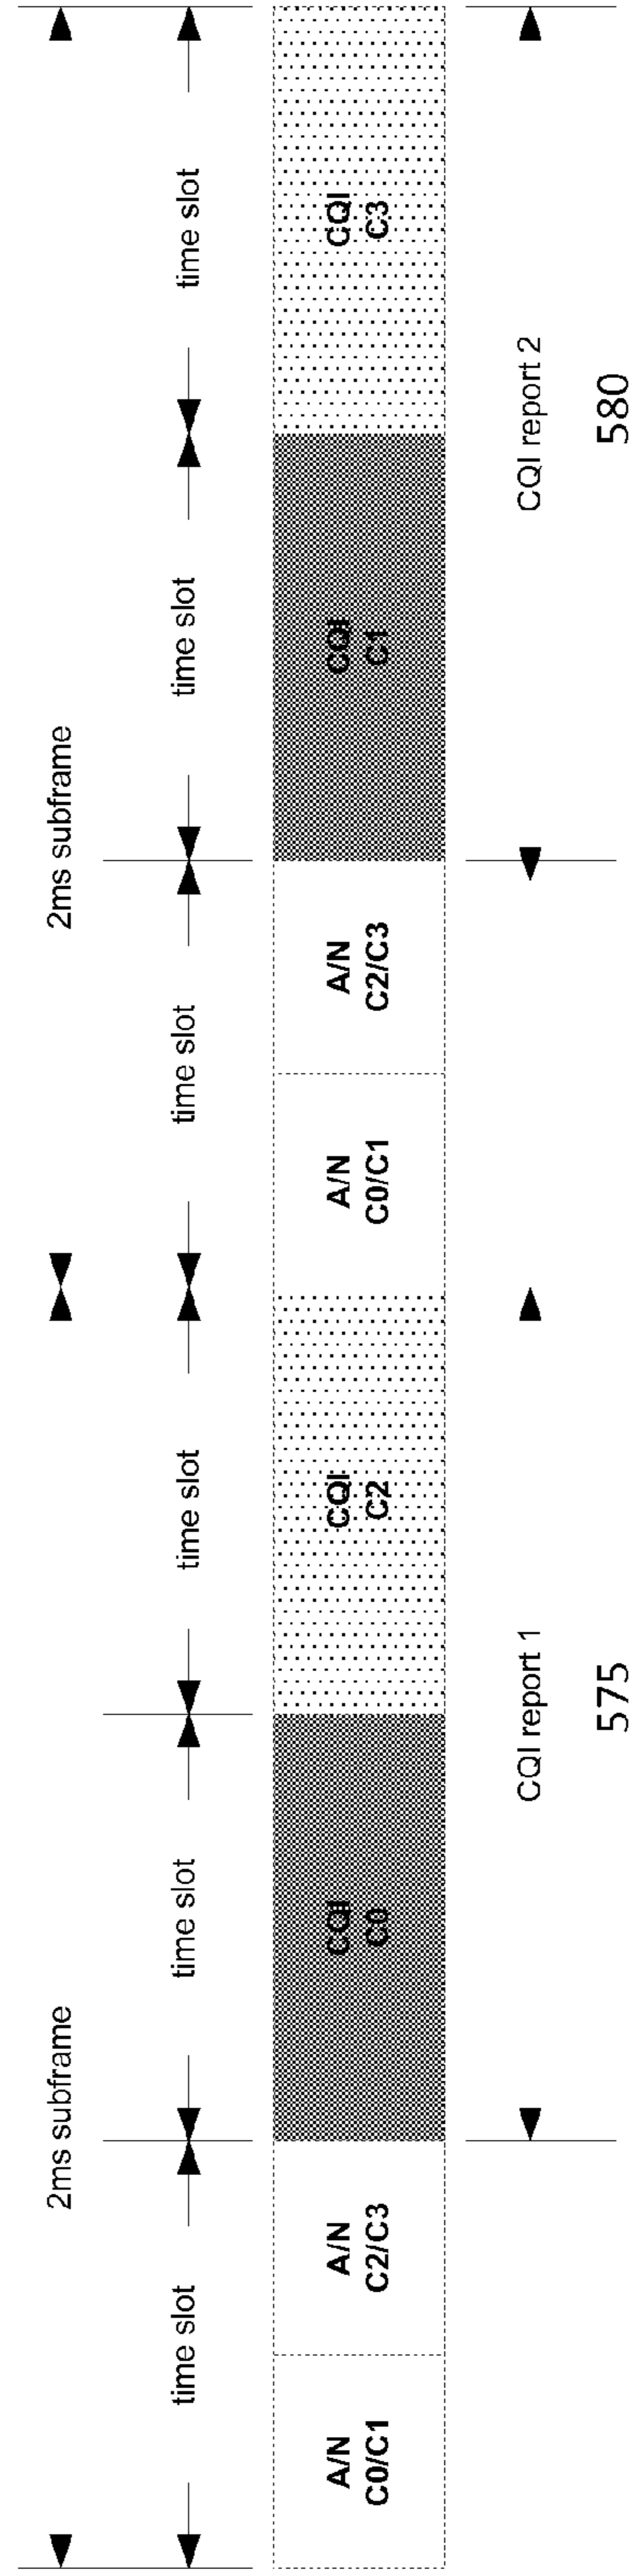 2ms subframe
2ms subframe
time slot
time slot
time slot
time slot
time slot
time slot
A/N
C0/C1
A/N
C2/C3
CQI
C0
CQI
C2
A/N
C0/C1
A/N
C2/C3
CQI
C1
CQI
C3
CQI report 1
CQI report 2
575
580